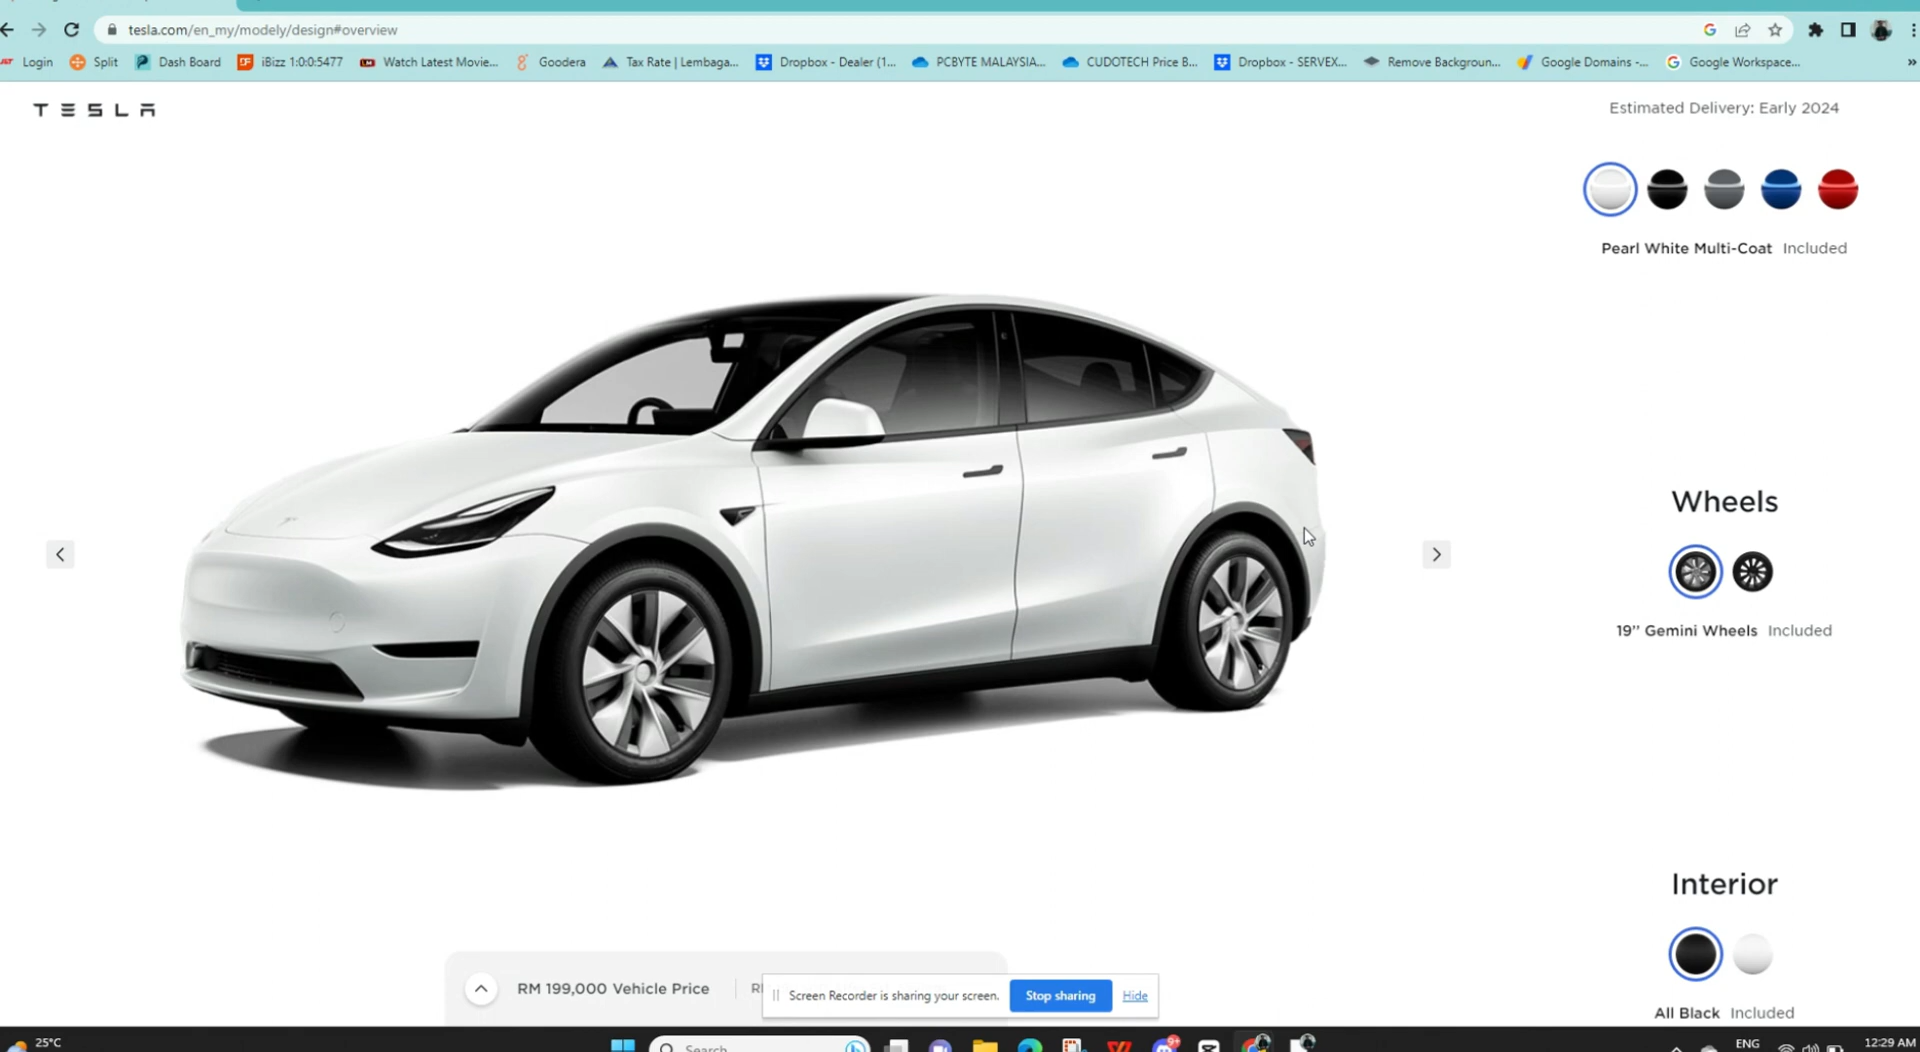 tesla.com/en_my/modely/design#overview
Login Split Dash Board iBizz 1:0:0:5477 Watch Latest Movie... Goodera Tax Rate | Lembaga... Dropbox - Dealer (1... PCBYTE MALAYSIA... CUDOTECH Price B... Dropbox - SERVEX... Remove Backgroun... Google Domains -... Google Workspace... »
TESLA
Estimated Delivery: Early 2024
Pearl White Multi-Coat Included
Wheels
19'' Gemini Wheels Included
Interior
RM 199,000 Vehicle Price
Screen Recorder is sharing your screen. Stop sharing Hide
All Black Included
25°C
Search
ENG
12:29 AM